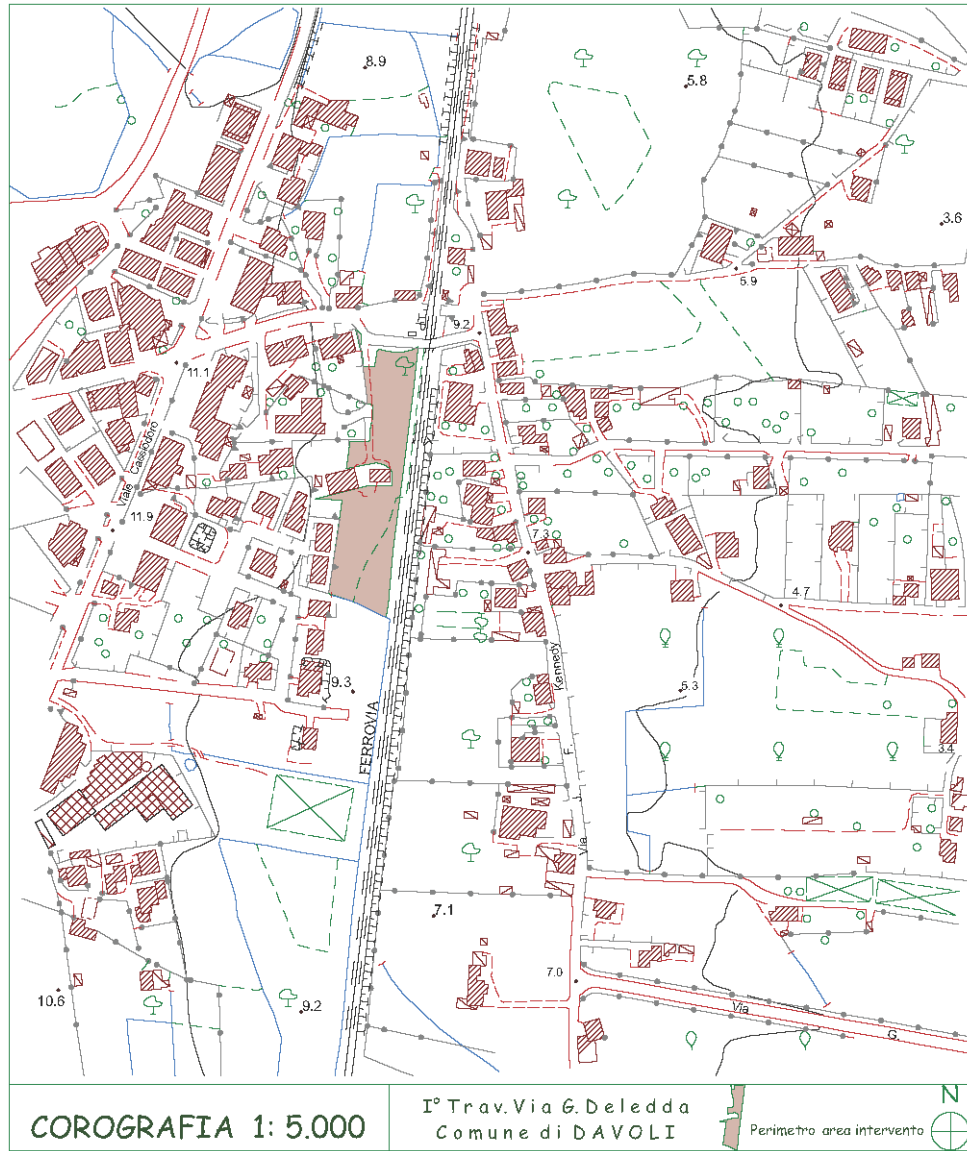 8.9
5.8
3.6
5.9
9.2
11.1
Viale Cassiodoro
11.9
7.3
4.7
9.3
5.3
Via F. Kennedy
FERROVIA
3.4
7.1
7.0
10.6
9.2
Via G.
COROGRAFIA 1: 5.000
I° Trav. Via G. Deledda
Comune di DAVOLI
Perimetro area intervento
N